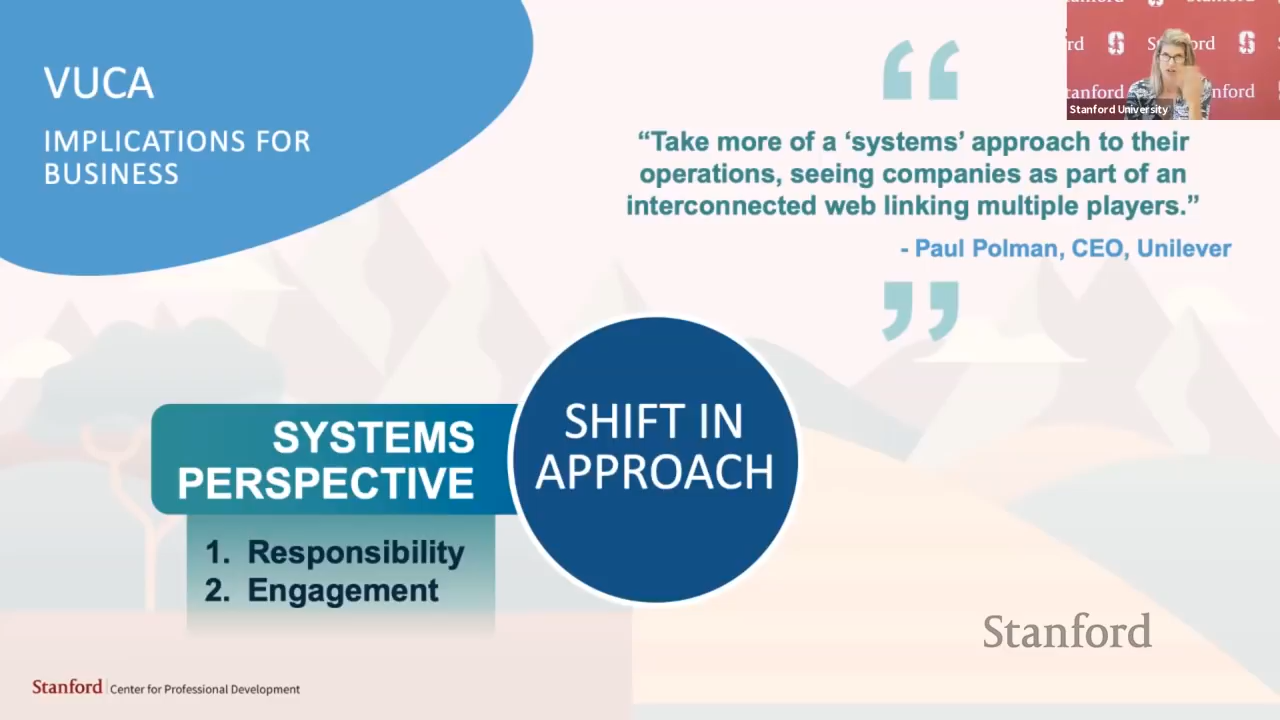 VUCA
IMPLICATIONS FOR
BUSINESS
“Take more of a ‘systems’ approach to their
operations, seeing companies as part of an
interconnected web linking multiple players.”
- Paul Polman, CEO, Unilever
SYSTEMS
PERSPECTIVE
1. Responsibility
2. Engagement
SHIFT IN
APPROACH
Stanford
Stanford | Center for Professional Development
Stanford University